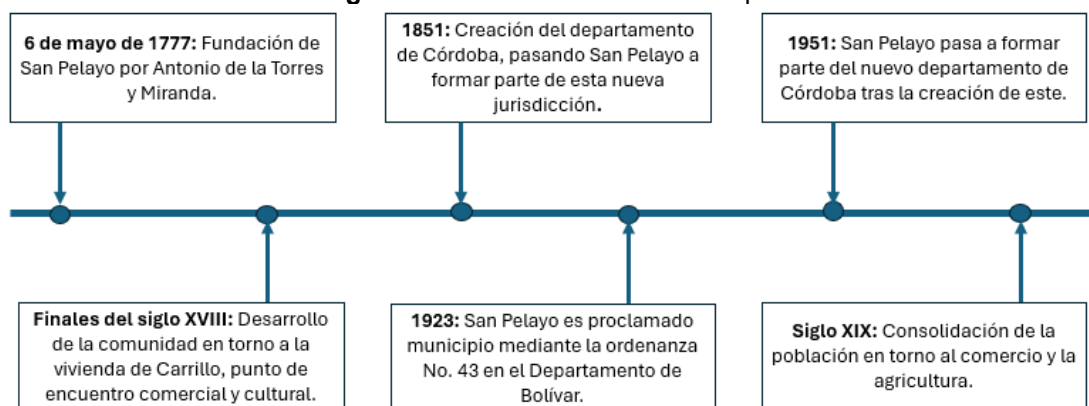 6 de mayo de 1777: Fundación de
San Pelayo por Antonio de la Torres
y Miranda.
1851: Creación del departamento
de Córdoba, pasando San Pelayo a
formar parte de esta nueva
jurisdicción.
1951: San Pelayo pasa a formar
parte del nuevo departamento de
Córdoba tras la creación de este.
Finales del siglo XVIII: Desarrollo
de la comunidad en torno a la
vivienda de Carrillo, punto de
encuentro comercial y cultural.
1923: San Pelayo es proclamado
municipio mediante la ordenanza
No. 43 en el Departamento de
Bolívar.
Siglo XIX: Consolidación de la
población en torno al comercio y la
agricultura.